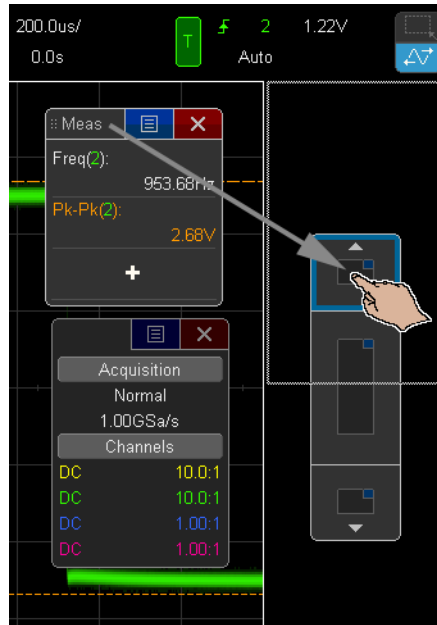 200.0us/ 2 1.22V
0.0s T Auto
Meas
Freq(2):
953.68Hz
Pk-Pk(2):
2.68V
Acquisition
Normal
1.00GSa/s
Channels
DC 10.0:1
DC 10.0:1
DC 1.00:1
DC 1.00:1